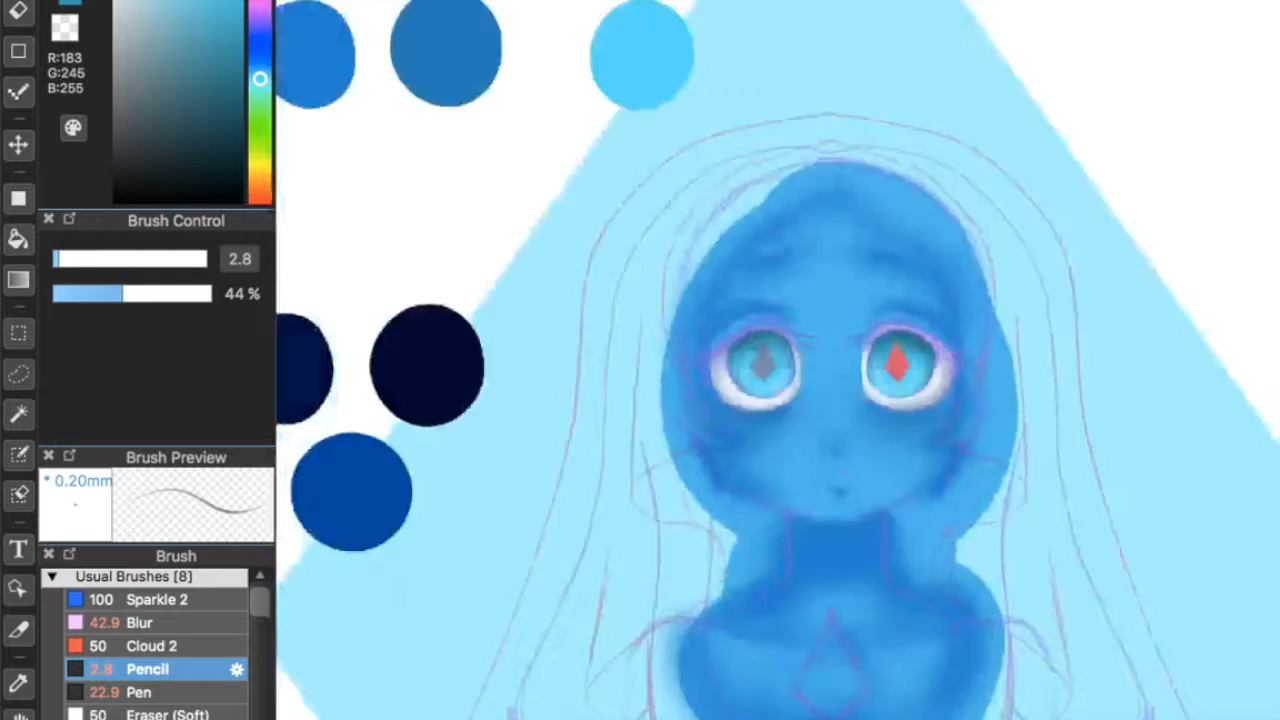 R:183
G:245
B:255
Brush Control
2.8
44 %
Brush Preview
* 0.20mm
Brush
Usual Brushes [8]
100 Sparkle 2
42.9 Blur
50 Cloud 2
2.8 Pencil
22.9 Pen
50 Eraser (Soft)
T